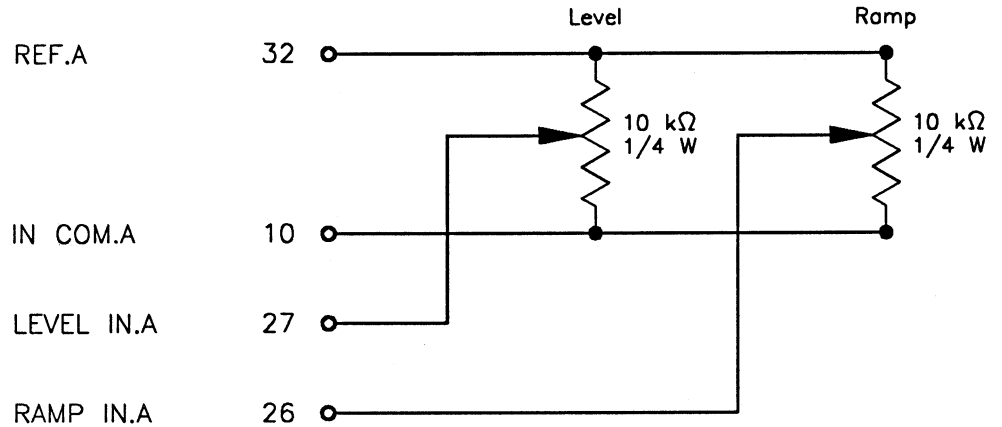 Level
Ramp
REF.A 32
10 kΩ
1/4 W
10 kΩ
1/4 W
IN COM.A 10
LEVEL IN.A 27
RAMP IN.A 26